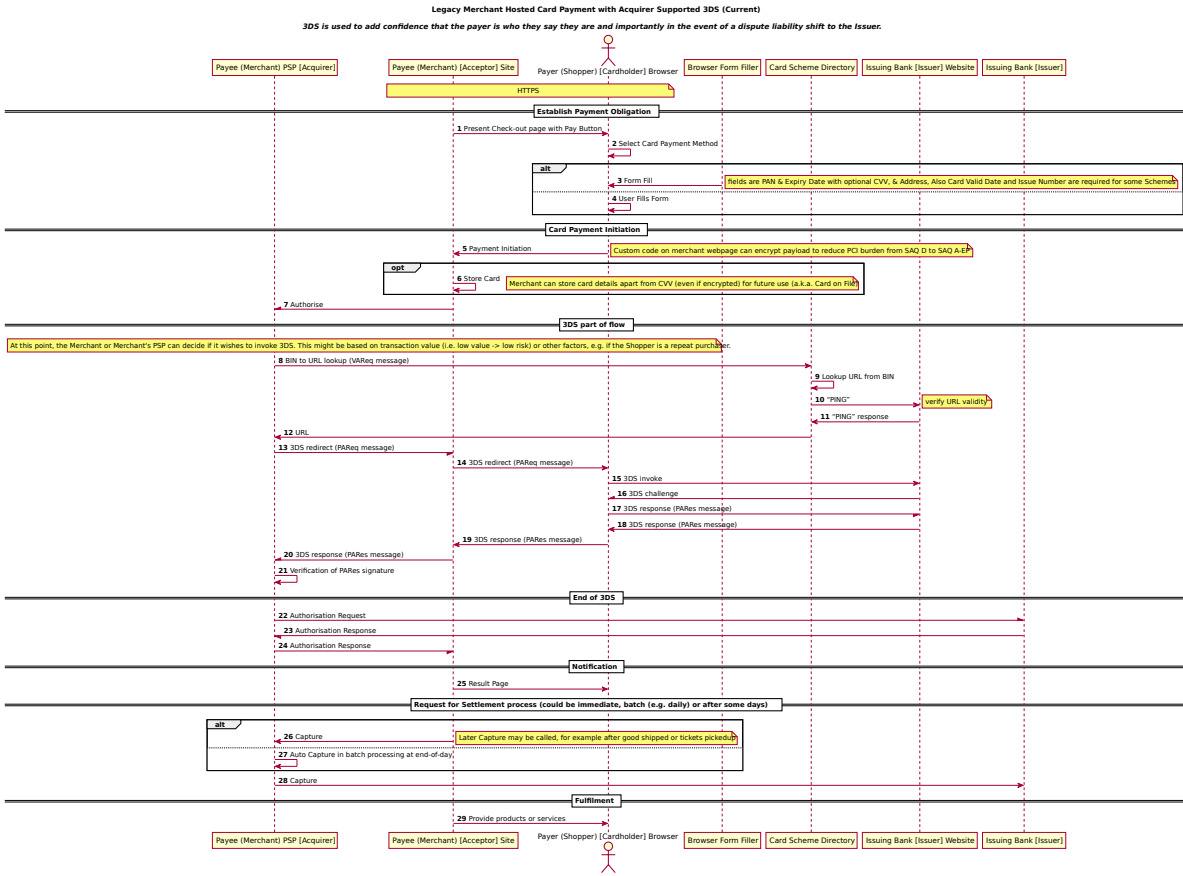 Legacy Merchant Hosted Card Payment with Acquirer Supported 3DS (Current)
3DS is used to add confidence that the payer is who they say they are and importantly in the event of a dispute liability shift to the Issuer.
Payee (Merchant) PSP [Acquirer]
Payee (Merchant) [Acceptor] Site
Payer (Shopper) [Cardholder] Browser
Browser Form Filler
Card Scheme Directory
Issuing Bank [Issuer] Website
Issuing Bank [Issuer]
HTTPS
Establish Payment Obligation
1 Present Check-out page with Pay Button
2 Select Card Payment Method
alt
3 Form Fill
fields are PAN & Expiry Date with optional CVV, & Address, Also Card Valid Date and Issue Number are required for some Schemes
4 User Fills Form
Card Payment Initiation
5 Payment Initiation
Custom code on merchant webpage can encrypt payload to reduce PCI burden from SAQ D to SAQ A-EP
opt
6 Store Card
Merchant can store card details apart from CVV (even if encrypted) for future use (a.k.a. Card on File)
7 Authorise
3DS part of flow
At this point, the Merchant or Merchant's PSP can decide if it wishes to invoke 3DS. This might be based on transaction value (i.e. low value -> low risk) or other factors, e.g. if the Shopper is a repeat purchaser.
8 BIN to URL lookup (VAReq message)
9 Lookup URL from BIN
10 "PING"
verify URL validity
11 "PING" response
12 URL
13 3DS redirect (PAReq message)
14 3DS redirect (PAReq message)
15 3DS invoke
16 3DS challenge
17 3DS response (PARes message)
18 3DS response (PARes message)
19 3DS response (PARes message)
20 3DS response (PARes message)
21 Verification of PARes signature
End of 3DS
22 Authorisation Request
23 Authorisation Response
24 Authorisation Response
Notification
25 Result Page
Request for Settlement process (could be immediate, batch (e.g. daily) or after some days)
alt
26 Capture
Later Capture may be called, for example after good shipped or tickets pickedup
27 Auto Capture in batch processing at end-of-day
28 Capture
Fulfilment
29 Provide products or services
Payee (Merchant) PSP [Acquirer]
Payee (Merchant) [Acceptor] Site
Payer (Shopper) [Cardholder] Browser
Browser Form Filler
Card Scheme Directory
Issuing Bank [Issuer] Website
Issuing Bank [Issuer]